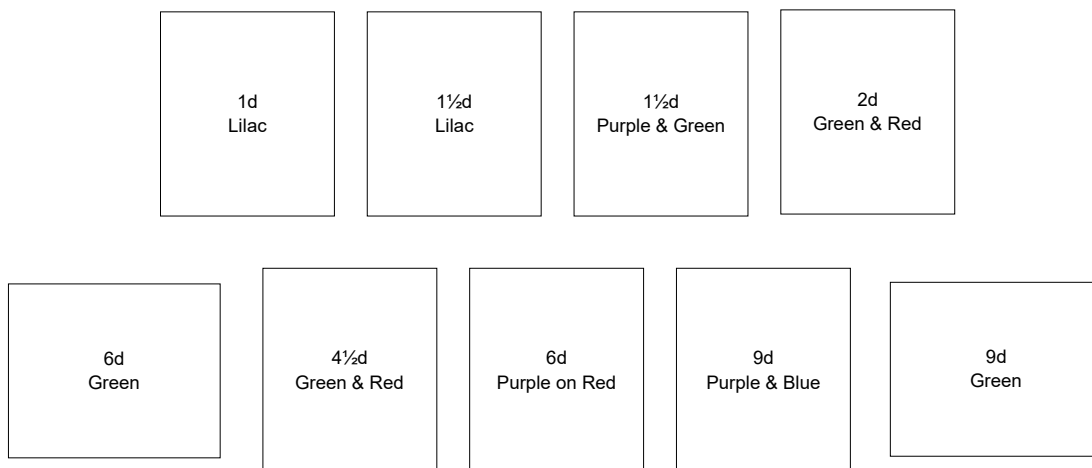 1d
Lilac
1½d
Lilac
1½d
Purple & Green
2d
Green & Red
6d
Green
4½d
Green & Red
6d
Purple on Red
9d
Purple & Blue
9d
Green